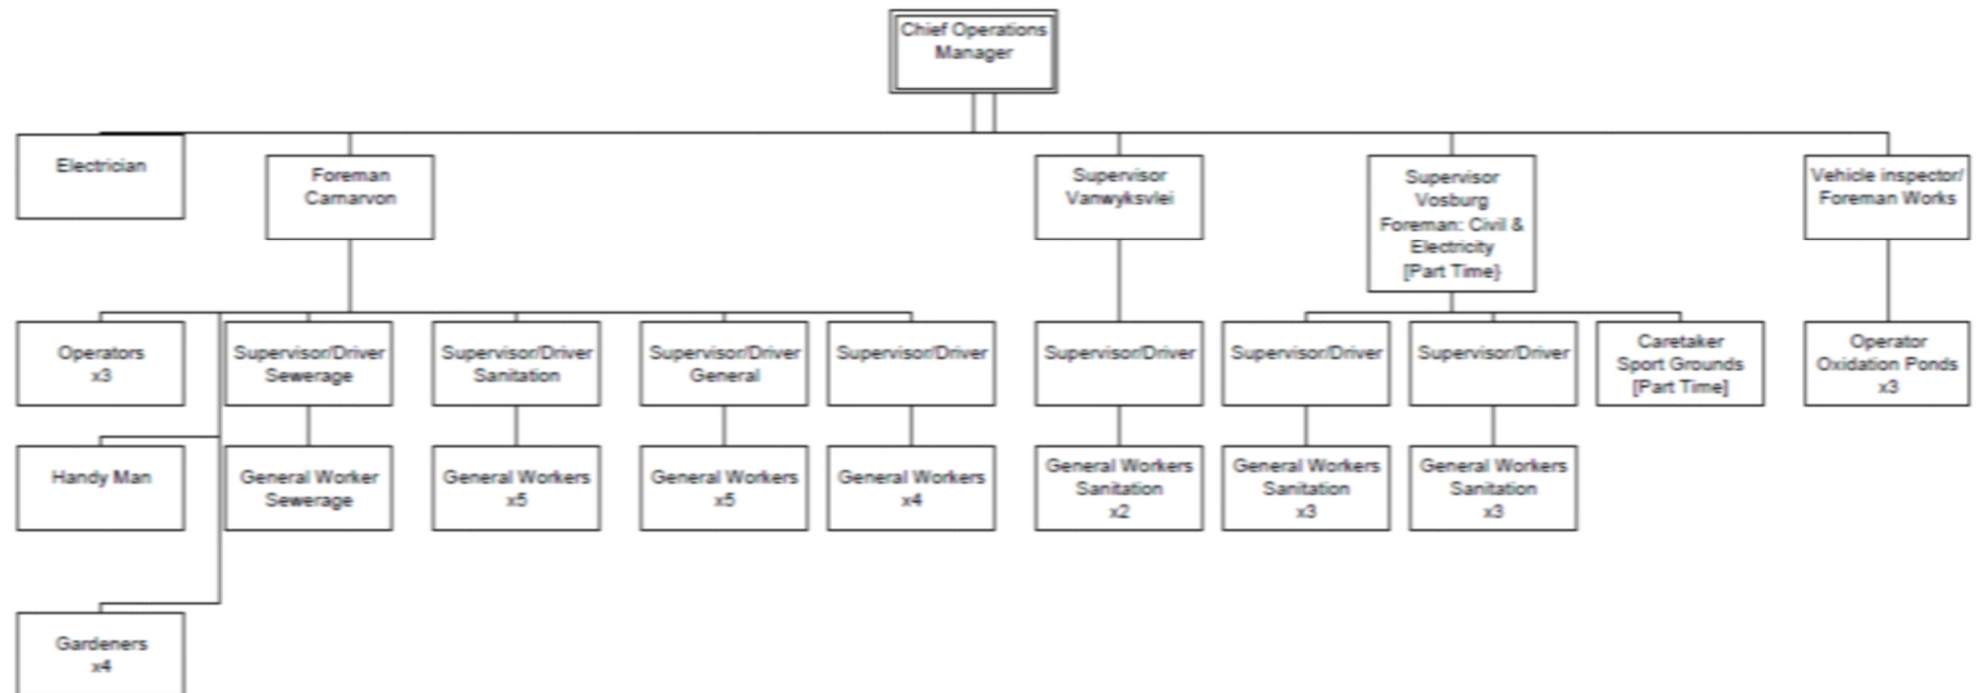 Chief Operations
Manager
Electrician
Foreman
Carnarvon
Supervisor
Vanwyksvlei
Supervisor
Vosburg
Foreman: Civil &
Electricity
[Part Time}
Vehicle inspector/
Foreman Works
Operators
x3
Supervisor/Driver
Sewerage
Supervisor/Driver
Sanitation
Supervisor/Driver
General
Supervisor/Driver
Supervisor/Driver
Supervisor/Driver
Supervisor/Driver
Caretaker
Sport Grounds
[Part Time]
Operator
Oxidation Ponds
x3
Handy Man
General Worker
Sewerage
General Workers
x5
General Workers
x5
General Workers
x4
General Workers
Sanitation
x2
General Workers
Sanitation
x3
General Workers
Sanitation
x3
Gardeners
x4